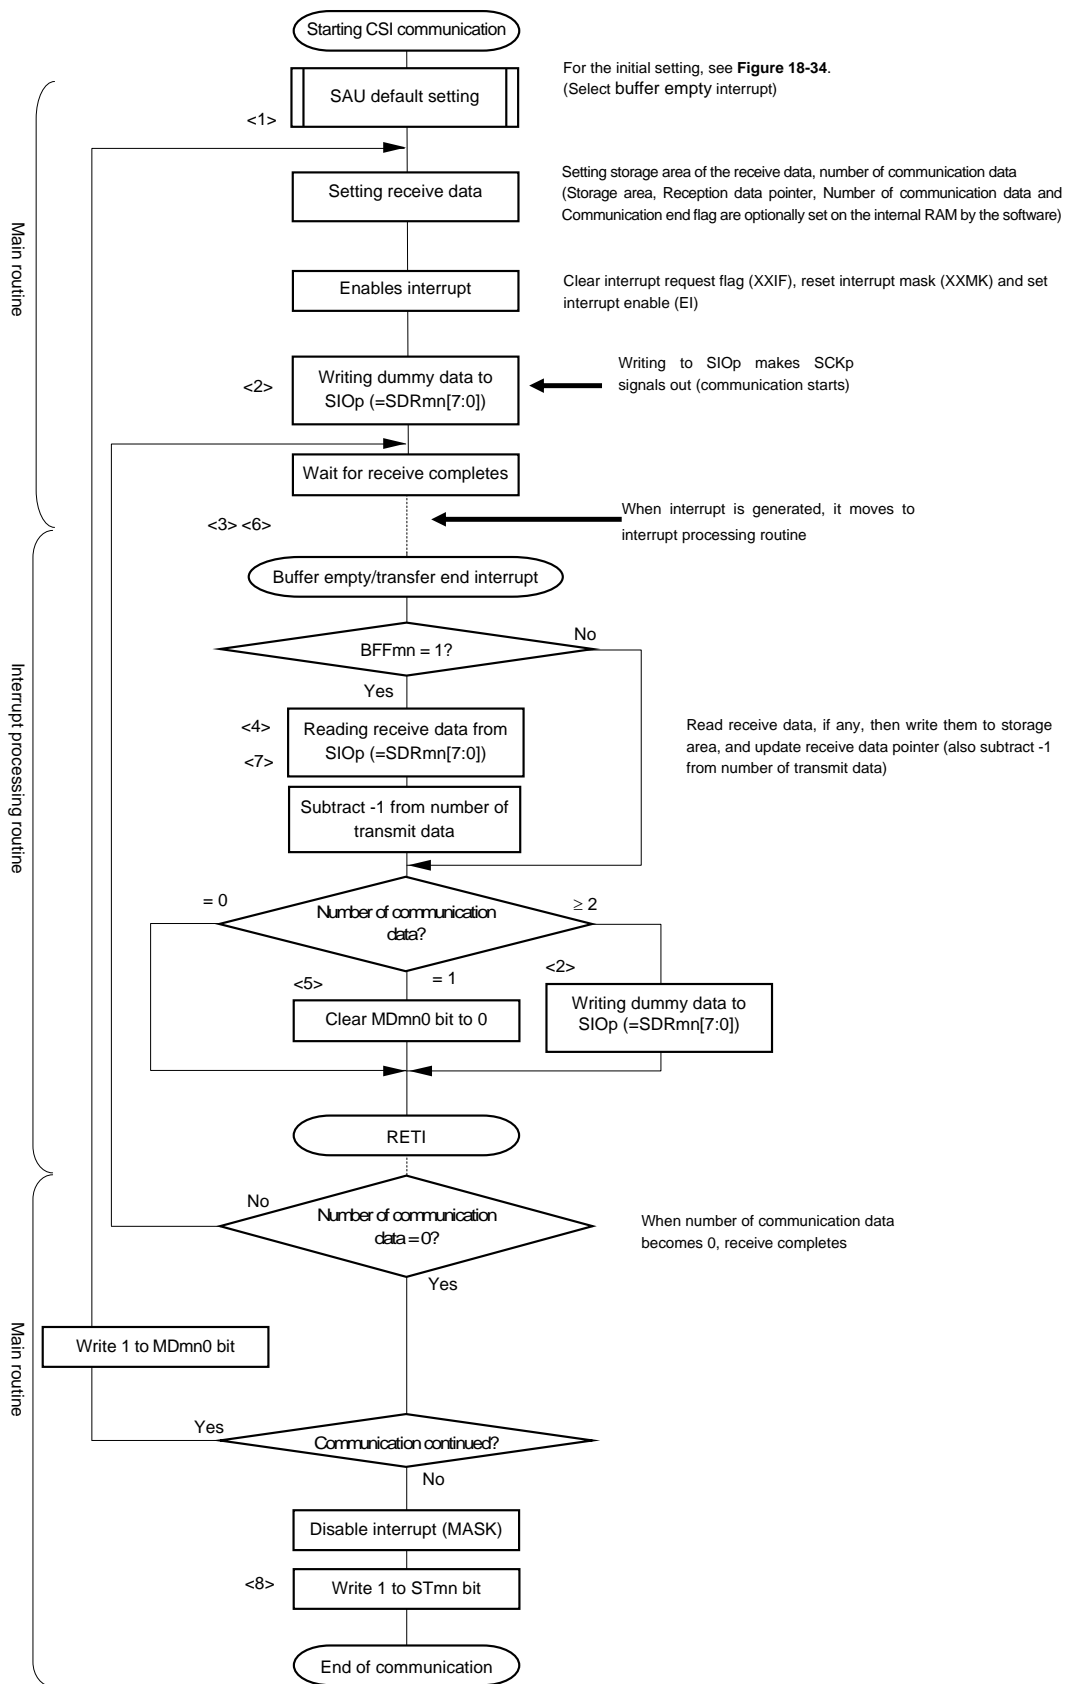 Starting CSI communication
For the initial setting, see Figure 18-34.
(Select buffer empty interrupt)
SAU default setting
<1>
Setting storage area of the receive data, number of communication data
(Storage area, Reception data pointer, Number of communication data and
Communication end flag are optionally set on the internal RAM by the software)
Setting receive data
Main routine
Enables interrupt
Clear interrupt request flag (XXIF), reset interrupt mask (XXMK) and set
interrupt enable (EI)
<2>
Writing dummy data to
SIOp (=SDRmn[7:0])
Writing to SIOp makes SCKp
signals out (communication starts)
Wait for receive completes
<3> <6>
When interrupt is generated, it moves to
interrupt processing routine
Buffer empty/transfer end interrupt
BFFmn = 1?
No
Yes
Interrupt processing routine
<4>
<7>
Reading receive data from
SIOp (=SDRmn[7:0])
Read receive data, if any, then write them to storage
area, and update receive data pointer (also subtract -1
from number of transmit data)
Subtract -1 from number of
transmit data
= 0
Number of communication
data?
≥ 2
= 1
<5>
Clear MDmn0 bit to 0
<2>
Writing dummy data to
SIOp (=SDRmn[7:0])
RETI
No
Number of communication
data = 0?
When number of communication data
becomes 0, receive completes
Yes
Write 1 to MDmn0 bit
Main routine
Yes
Communication continued?
No
Disable interrupt (MASK)
<8>
Write 1 to STmn bit
End of communication